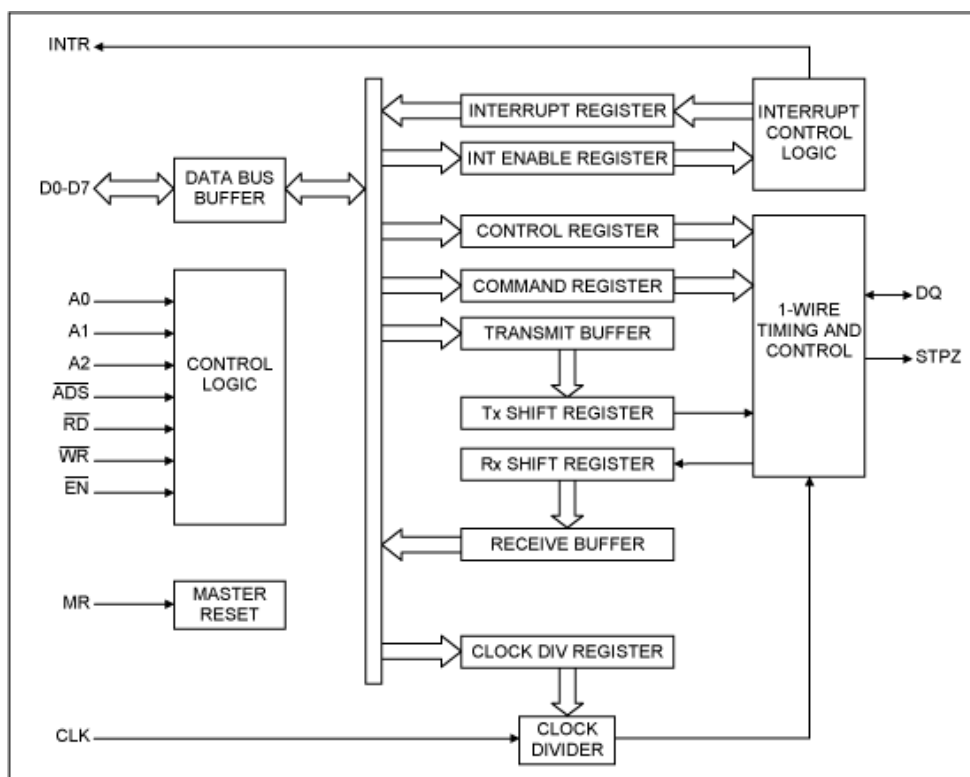 INTR
INTERRUPT REGISTER
INTERRUPT
CONTROL
LOGIC
INT ENABLE REGISTER
D0-D7
DATA BUS
BUFFER
CONTROL REGISTER
COMMAND REGISTER
1-WIRE
TIMING AND
CONTROL
DQ
STPZ
TRANSMIT BUFFER
Tx SHIFT REGISTER
Rx SHIFT REGISTER
RECEIVE BUFFER
A0
A1
A2
ADS
RD
WR
EN
CONTROL
LOGIC
MR
MASTER
RESET
CLOCK DIV REGISTER
CLK
CLOCK
DIVIDER